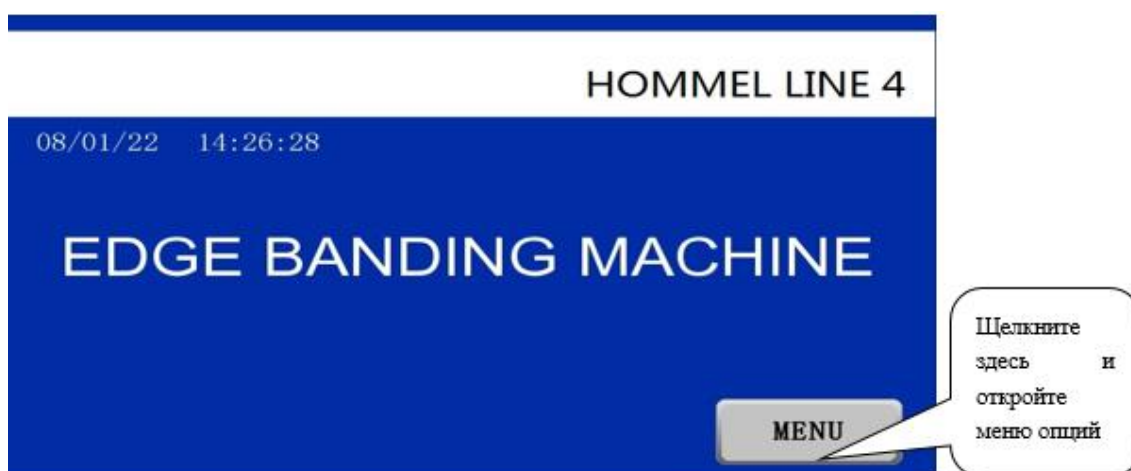 HOMMEL LINE 4
08/01/22 14:26:28
EDGE BANDING MACHINE
MENU
Щелкните
здесь и
откройте
меню опций